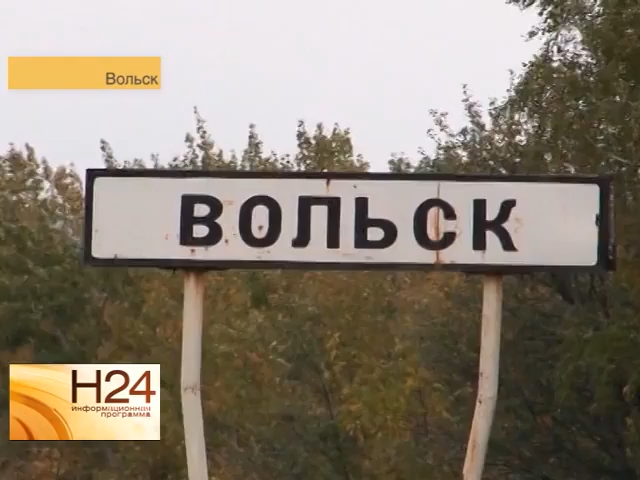 Вольск
ВОЛЬСК
Н24
информационная
программа